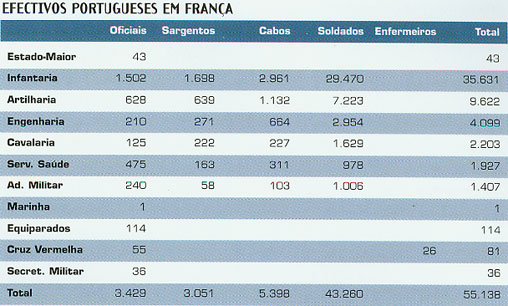 EFECTIVOS PORTUGUESES EM FRANÇA
Oficiais Sargentos Cabos Soldados Enfermeiros Total
Estado-Maior 43 43
Infantaria 1.502 1.698 2.961 29.470 35.631
Artilharia 628 639 1.132 7.223 9.622
Engenharia 210 271 664 2.954 4.099
Cavalaria 125 222 227 1.629 2.203
Serv. Saúde 475 163 311 978 1.927
Ad. Militar 240 58 103 1.006 1.407
Marinha 1 1
Equiparados 114 114
Cruz Vermelha 55 26 81
Secret. Militar 36 36
Total 3.429 3.051 5.398 43.260 55.138